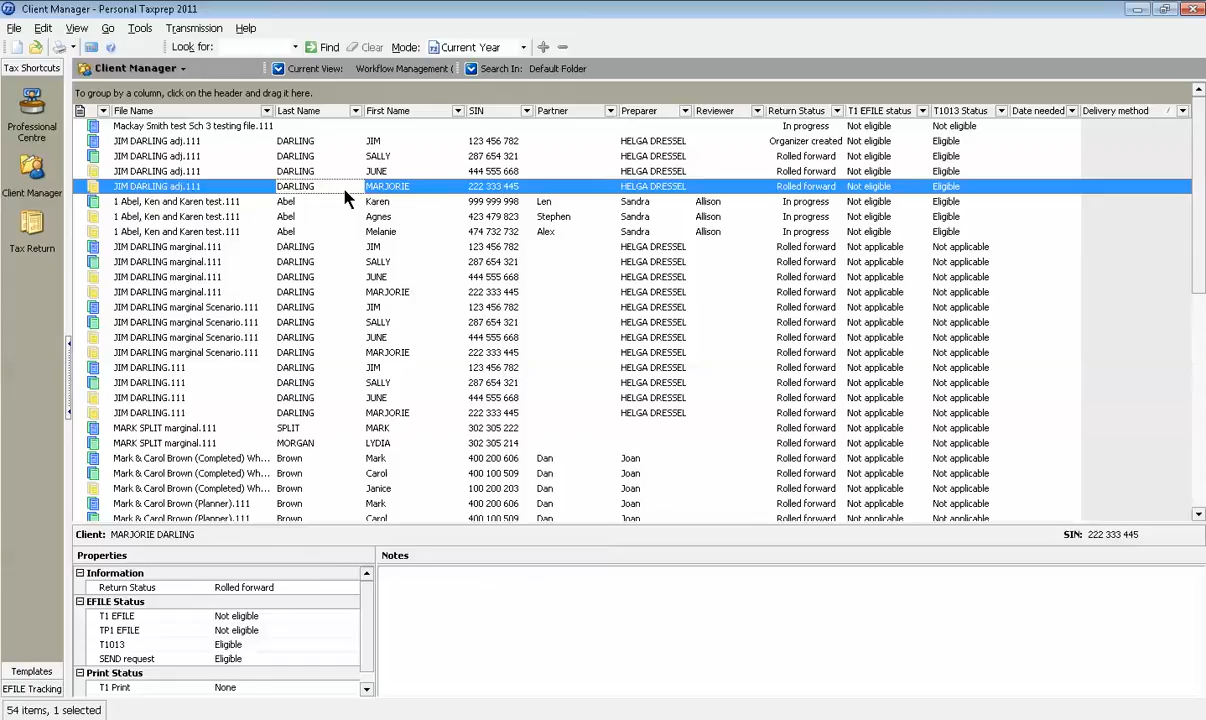 Client Manager - Personal Taxprep 2011
File Edit View Go Tools Transmission Help
Look for: Find Clear Mode: Current Year
Tax Shortcuts Client Manager Current View: Workflow Management ( Search In: Default Folder
To group by a column, click on the header and drag it here.
File Name Last Name First Name SIN Partner Preparer Reviewer Return Status T1 EFILE status T1013 Status Date needed Delivery method
Mackay Smith test Sch 3 testing file.111 In progress Not eligible Not eligible
JIM DARLING adj.111 DARLING JIM 123 456 782 HELGA DRESSEL Organizer created Not eligible Eligible
JIM DARLING adj.111 DARLING SALLY 287 654 321 HELGA DRESSEL Rolled forward Not eligible Eligible
JIM DARLING adj.111 DARLING JUNE 444 555 668 HELGA DRESSEL Rolled forward Not eligible Eligible
JIM DARLING adj.111 DARLING MARJORIE 222 333 445 HELGA DRESSEL Rolled forward Not eligible Eligible
1 Abel, Ken and Karen test.111 Abel Karen 999 999 998 Len Sandra Allison In progress Not eligible Eligible
1 Abel, Ken and Karen test.111 Abel Agnes 423 479 823 Stephen Sandra Allison In progress Not eligible Eligible
1 Abel, Ken and Karen test.111 Abel Melanie 474 732 732 Alex Sandra Allison In progress Not eligible Eligible
JIM DARLING marginal.111 DARLING JIM 123 456 782 HELGA DRESSEL Rolled forward Not applicable Not applicable
JIM DARLING marginal.111 DARLING SALLY 287 654 321 HELGA DRESSEL Rolled forward Not applicable Not applicable
JIM DARLING marginal.111 DARLING JUNE 444 555 668 HELGA DRESSEL Rolled forward Not applicable Not applicable
JIM DARLING marginal.111 DARLING MARJORIE 222 333 445 HELGA DRESSEL Rolled forward Not applicable Not applicable
JIM DARLING marginal Scenario.111 DARLING JIM 123 456 782 HELGA DRESSEL Rolled forward Not applicable Not applicable
JIM DARLING marginal Scenario.111 DARLING SALLY 287 654 321 HELGA DRESSEL Rolled forward Not applicable Not applicable
JIM DARLING marginal Scenario.111 DARLING JUNE 444 555 668 HELGA DRESSEL Rolled forward Not applicable Not applicable
JIM DARLING marginal Scenario.111 DARLING MARJORIE 222 333 445 HELGA DRESSEL Rolled forward Not applicable Not applicable
JIM DARLING.111 DARLING JIM 123 456 782 HELGA DRESSEL Rolled forward Not applicable Not applicable
JIM DARLING.111 DARLING SALLY 287 654 321 HELGA DRESSEL Rolled forward Not applicable Not applicable
JIM DARLING.111 DARLING JUNE 444 555 668 HELGA DRESSEL Rolled forward Not applicable Not applicable
JIM DARLING.111 DARLING MARJORIE 222 333 445 HELGA DRESSEL Rolled forward Not applicable Not applicable
MARK SPLIT marginal.111 SPLIT MARK 302 305 222 Rolled forward Not applicable Not applicable
MARK SPLIT marginal.111 MORGAN LYDIA 302 305 214 Rolled forward Not applicable Not applicable
Mark & Carol Brown (Completed) Wh... Brown Mark 400 200 606 Dan Joan Rolled forward Not applicable Not applicable
Mark & Carol Brown (Completed) Wh... Brown Carol 400 100 509 Dan Joan Rolled forward Not applicable Not applicable
Mark & Carol Brown (Completed) Wh... Brown Janice 100 200 203 Dan Joan Rolled forward Not applicable Not applicable
Mark & Carol Brown (Planner).111 Brown Mark 400 200 606 Dan Joan Rolled forward Not applicable Not applicable
Mark & Carol Brown (Planner).111 Brown Carol 400 100 509 Dan Joan Rolled forward Not applicable Not applicable
Professional
Centre
Client Manager
Tax Return
Client: MARJORIE DARLING SIN: 222 333 445
Properties Notes
Information
Return Status Rolled forward
EFILE Status
T1 EFILE Not eligible
TP1 EFILE Not eligible
T1013 Eligible
SEND request Eligible
Print Status
T1 Print None
Templates
EFILE Tracking
54 items, 1 selected